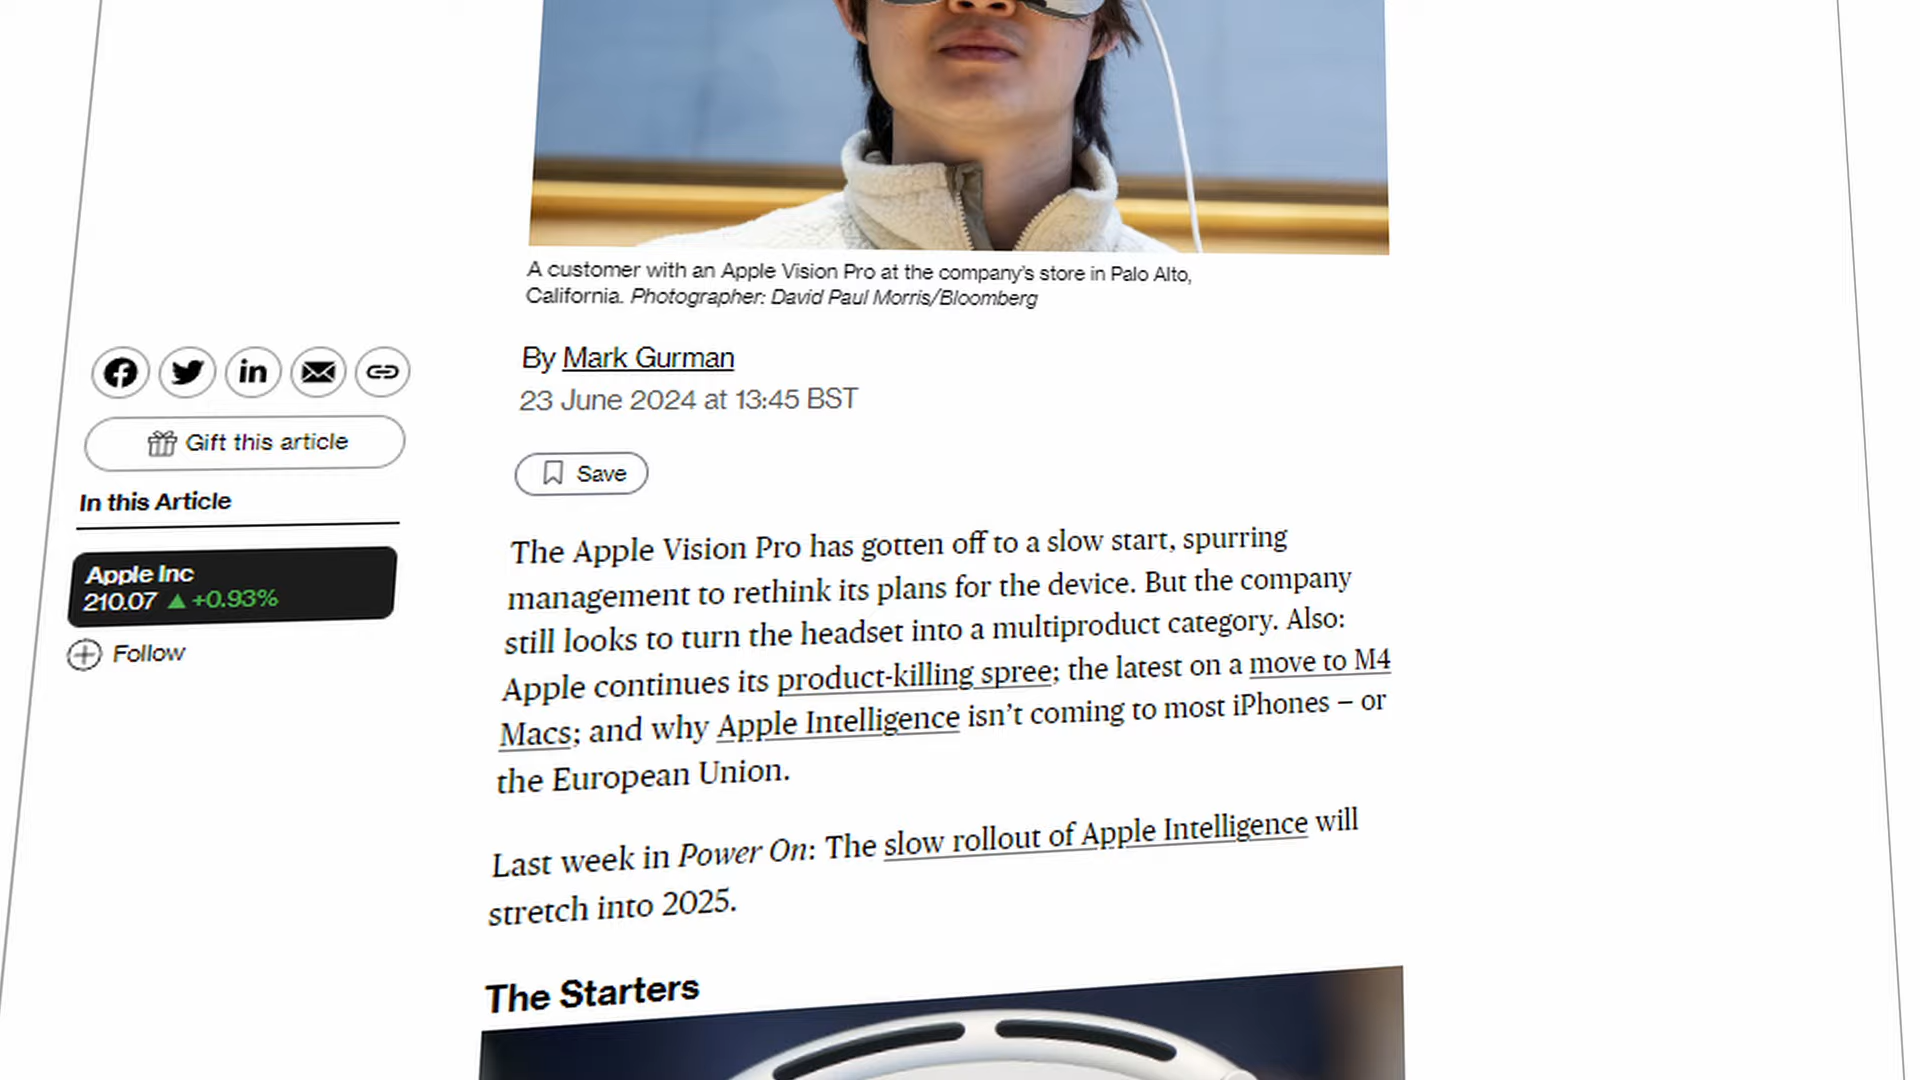 A customer with an Apple Vision Pro at the company's store in Palo Alto,
California. Photographer: David Paul Morris/Bloomberg
By Mark Gurman
23 June 2024 at 13:45 BST
Save
Gift this article
In this Article
Apple Inc
210.07 ▲ +0.93%
Follow
The Apple Vision Pro has gotten off to a slow start, spurring
management to rethink its plans for the device. But the company
still looks to turn the headset into a multiproduct category. Also:
Apple continues its product-killing spree; the latest on a move to M4
Macs; and why Apple Intelligence isn't coming to most iPhones – or
the European Union.
Last week in Power On: The slow rollout of Apple Intelligence will
stretch into 2025.
The Starters